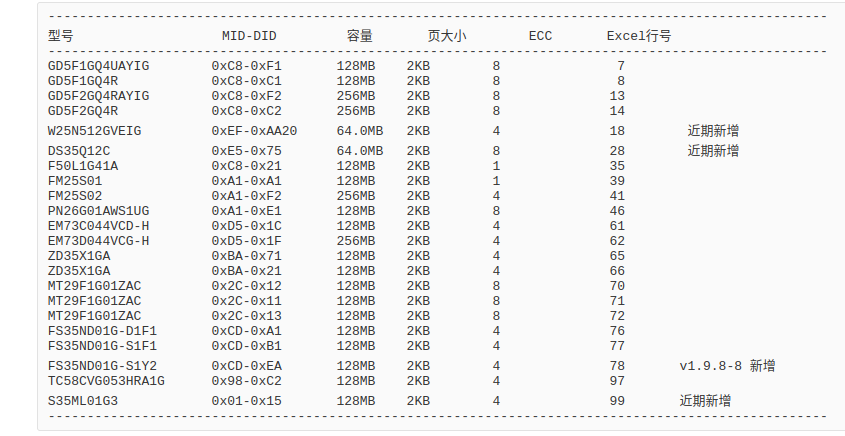 ----------------------------------------------------------------------------------------------------
型号 MID-DID 容量 页大小 ECC Excel行号
----------------------------------------------------------------------------------------------------
GD5F1GQ4UAYIG 0xC8-0xF1 128MB 2KB 8 7
GD5F1GQ4R 0xC8-0xC1 128MB 2KB 8 8
GD5F2GQ4RAYIG 0xC8-0xF2 256MB 2KB 8 13
GD5F2GQ4R 0xC8-0xC2 256MB 2KB 8 14
W25N512GVEIG 0xEF-0xAA20 64.0MB 2KB 4 18 近期新增
DS35Q12C 0xE5-0x75 64.0MB 2KB 8 28 近期新增
F50L1G41A 0xC8-0x21 128MB 2KB 1 35
FM25S01 0xA1-0xA1 128MB 2KB 1 39
FM25S02 0xA1-0xF2 256MB 2KB 4 41
PN26G01AWS1UG 0xA1-0xE1 128MB 2KB 8 46
EM73C044VCD-H 0xD5-0x1C 128MB 2KB 4 61
EM73D044VCG-H 0xD5-0x1F 256MB 2KB 4 62
ZD35X1GA 0xBA-0x71 128MB 2KB 4 65
ZD35X1GA 0xBA-0x21 128MB 2KB 4 66
MT29F1G01ZAC 0x2C-0x12 128MB 2KB 8 70
MT29F1G01ZAC 0x2C-0x11 128MB 2KB 8 71
MT29F1G01ZAC 0x2C-0x13 128MB 2KB 8 72
FS35ND01G-D1F1 0xCD-0xA1 128MB 2KB 4 76
FS35ND01G-S1F1 0xCD-0xB1 128MB 2KB 4 77
FS35ND01G-S1Y2 0xCD-0xEA 128MB 2KB 4 78 v1.9.8-8 新增
TC58CVG053HRA1G 0x98-0xC2 128MB 2KB 4 97
S35ML01G3 0x01-0x15 128MB 2KB 4 99 近期新增
----------------------------------------------------------------------------------------------------